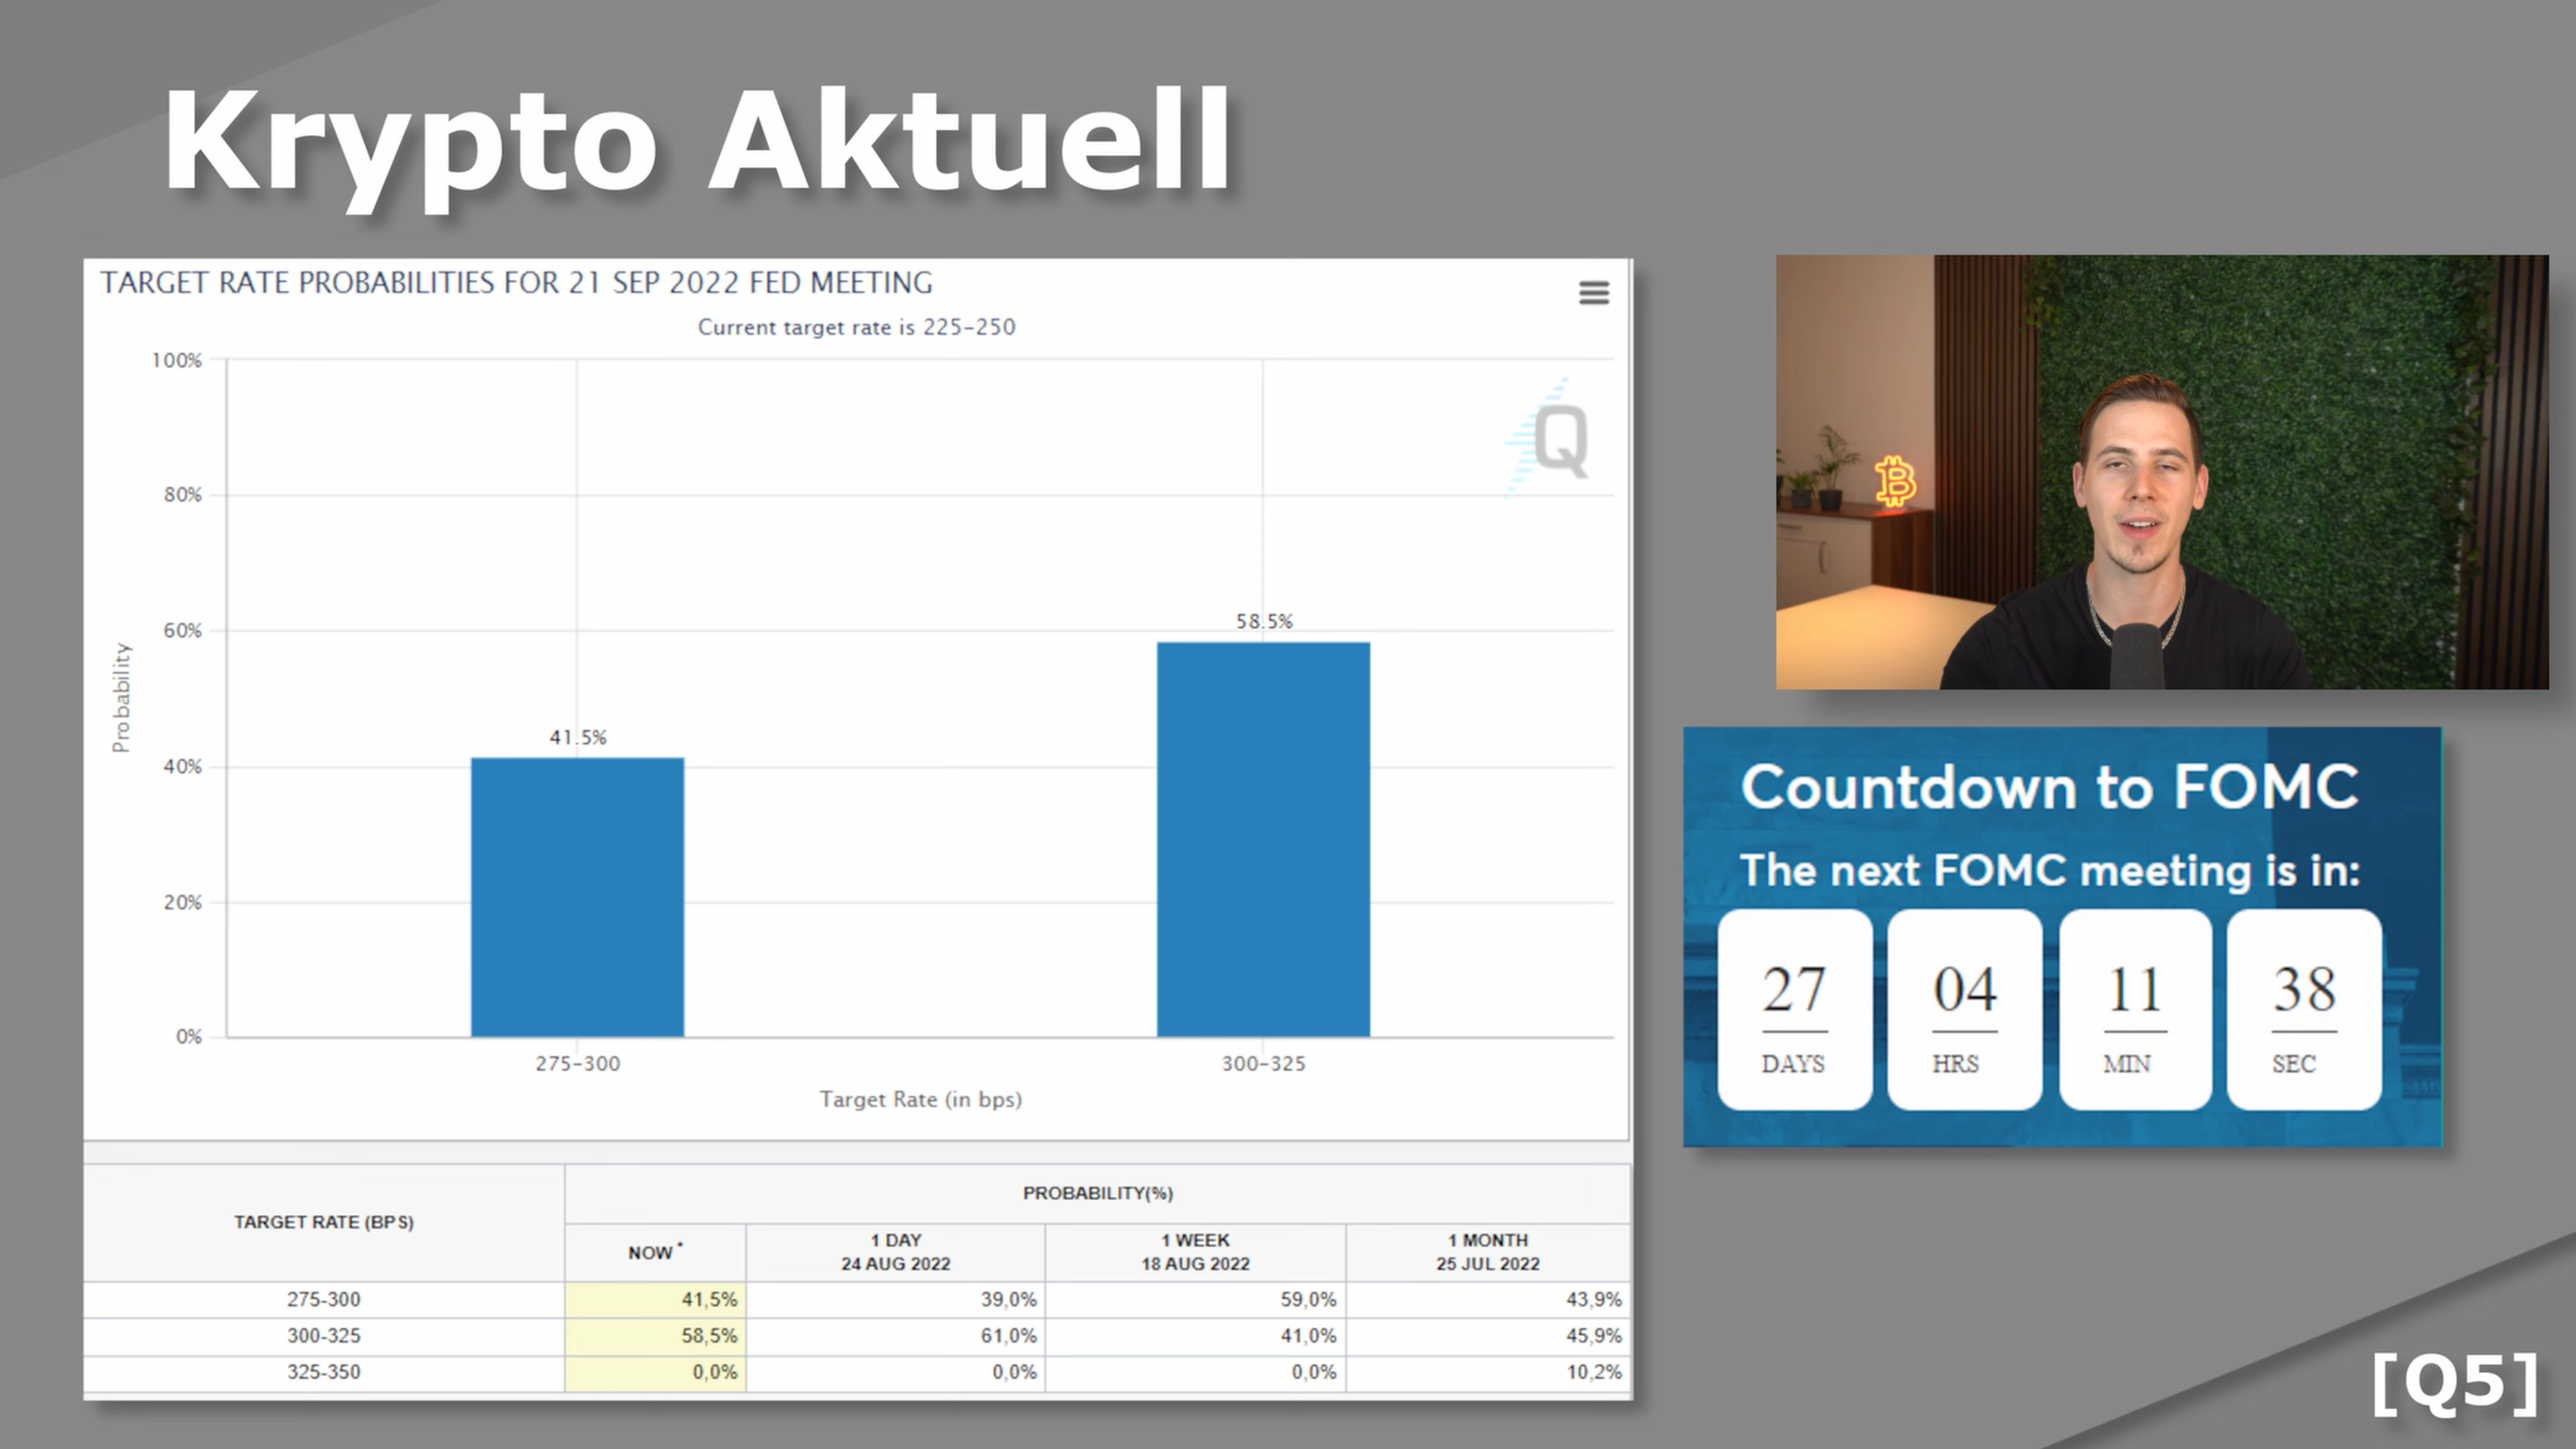 Krypto Aktuell
TARGET RATE PROBABILITIES FOR 21 SEP 2022 FED MEETING
Current target rate is 225–250
Q
100%
80%
60%
40%
20%
0%
Probability
41.5%
58.5%
275–300
300–325
Target Rate (in bps)
TARGET RATE (BPS)
PROBABILITY(%)
NOW *
1 DAY
24 AUG 2022
1 WEEK
18 AUG 2022
1 MONTH
25 JUL 2022
275-300 41,5% 39,0% 59,0% 43,9%
300-325 58,5% 61,0% 41,0% 45,9%
325-350 0,0% 0,0% 0,0% 10,2%
Countdown to FOMC
The next FOMC meeting is in:
27 04 11 38
DAYS HRS MIN SEC
[Q5]